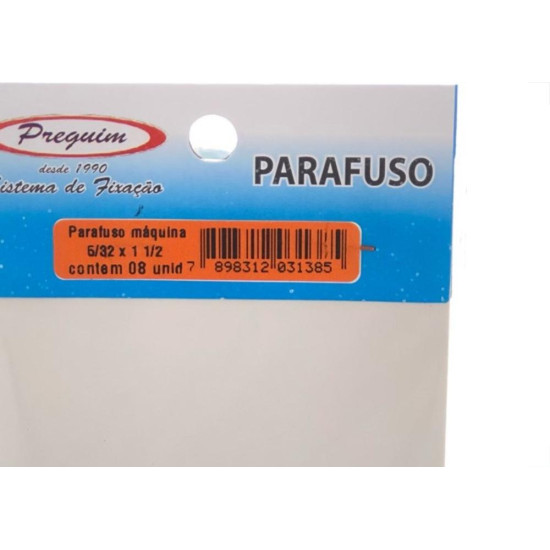 Preguim
desde 1990
Sistema de Fixação
PARAFUSO
Parafuso máquina
5/32 x 1 1/2
contem 08 unid
7 898312 031385